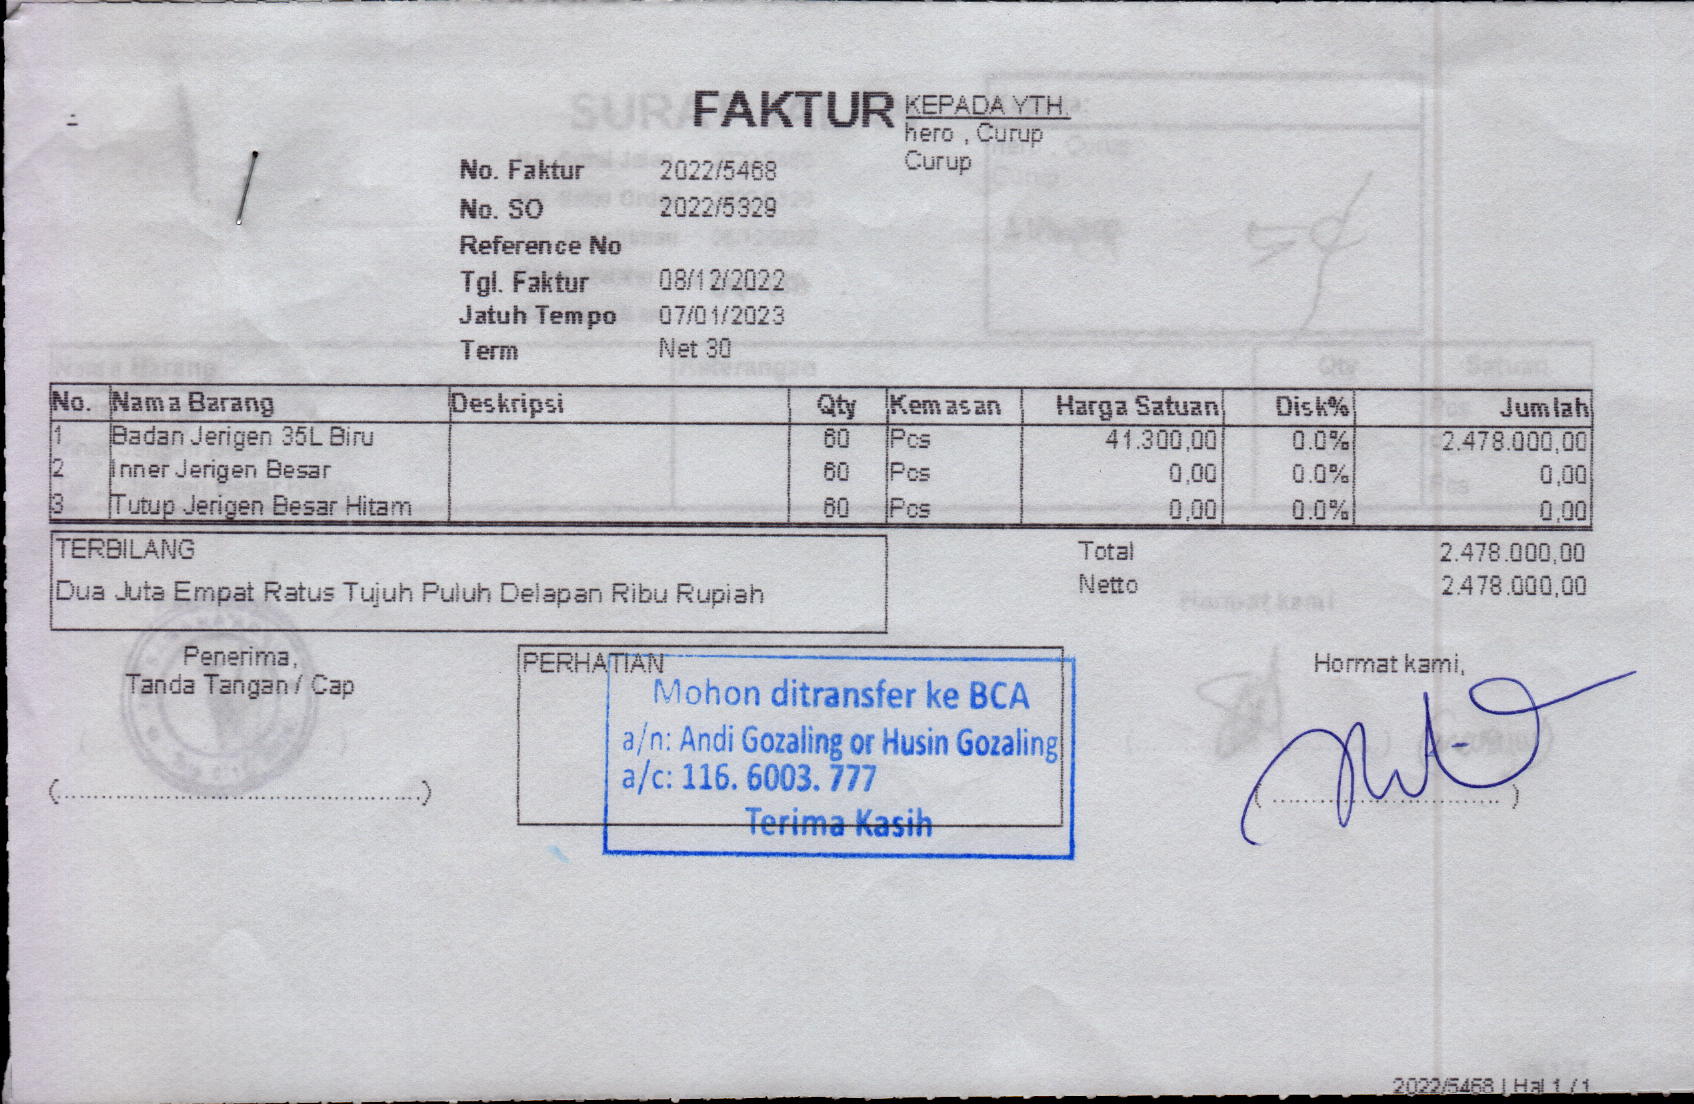 FAKTUR
KEPADA YTH.
hero , Curup
Curup
No. Faktur 2022/5468
No. SO 2022/5329
Reference No
Tgl. Faktur 08/12/2022
Jatuh Tempo 07/01/2023
Term Net 30
No. Nama Barang Deskripsi Qty Kemasan Harga Satuan Disk% Jumlah
1 Badan Jerigen 35L Biru 60 Pcs 41.300,00 0.0% 2.478.000,00
2 Inner Jerigen Besar 60 Pcs 0,00 0.0% 0,00
3 Tutup Jerigen Besar Hitam 60 Pcs 0,00 0.0% 0,00
TERBILANG
Dua Juta Empat Ratus Tujuh Puluh Delapan Ribu Rupiah
Total 2.478.000,00
Netto 2.478.000,00
Penerima,
Tanda Tangan / Cap
(................................................)
PERHATIAN
Mohon ditransfer ke BCA
a/n: Andi Gozaling or Husin Gozaling
a/c: 116. 6003. 777
Terima Kasih
Hormat kami,
(..............................)
2022/5468 | Hal 1 / 1